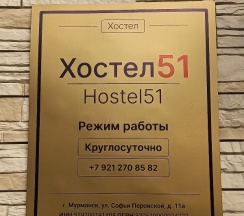 Хостел
Хостел51
Hostel51
Режим работы
Круглосуточно
+7 921 270 85 82
г. Мурманск, ул. Софьи Перовской, д. 11а